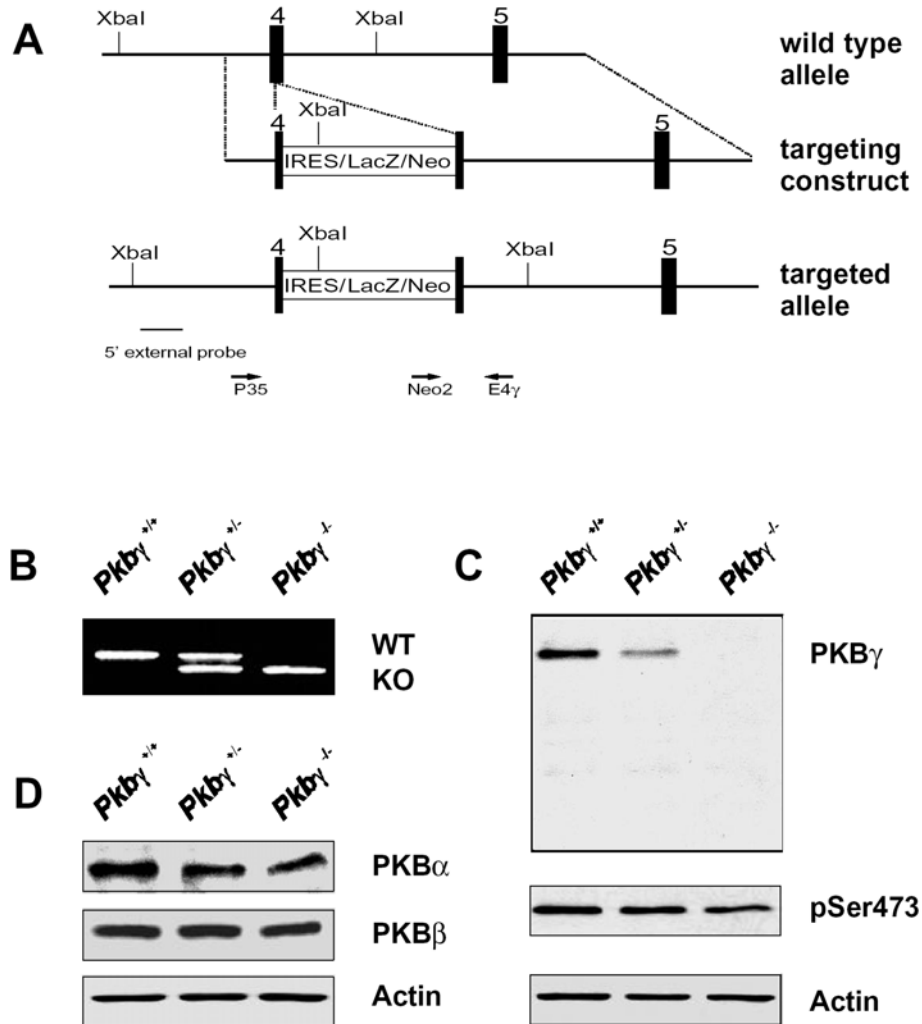 A
XbaI
4
XbaI
5
wild type
allele
4
XbaI
5
IRES/LacZ/Neo
targeting
construct
XbaI
4
XbaI
XbaI
5
IRES/LacZ/Neo
targeted
allele
5' external probe
P35
Neo2
E4γ
B
Pkbγ+/+
Pkbγ+/-
Pkbγ-/-
WT
KO
C
Pkbγ+/+
Pkbγ+/-
Pkbγ-/-
PKBγ
pSer473
Actin
D
Pkbγ+/+
Pkbγ+/-
Pkbγ-/-
PKBα
PKBβ
Actin